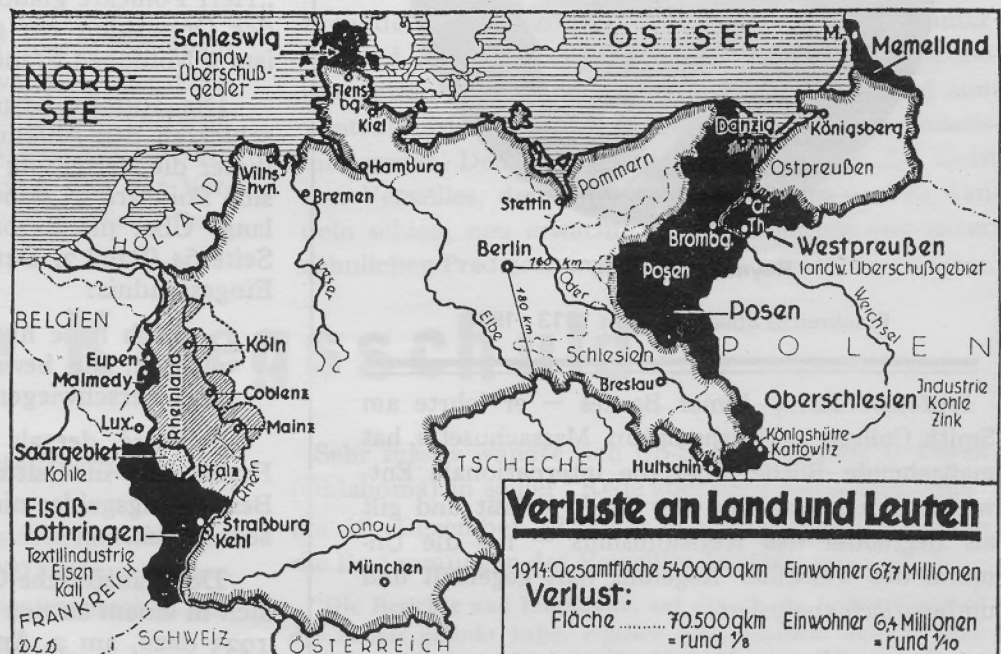 NORD-
SEE
Schleswig
landw.
Überschuß-
gebiet
Flens
bg.
Kiel
OSTSEE
M.
Memelland
Danzig
Königsberg
Ostpreußen
Pommern
Stettin
Hamburg
Wilhs
hvn.
Bremen
HOLLAND
Weser
Berlin
160 km
180 km
Oder
Elbe
Posen
Brombg.
Gr.
Th.
Westpreußen
landw. Überschußgebiet
Posen
Weichsel
POLEN
Schlesien
Breslau
Oberschlesien
Industrie
Kohle
Zink
Königshütte
Kattowitz
Hultschin
BELGIEN
Eupen
Malmedy
Lux.
Saargebiet
Kohle
Rheinland
Köln
Coblenz
Mainz
Pfalz
Rhein
Elsaß-
Lothringen
Textilindustrie
Eisen
Kali
Straßburg
Kehl
FRANKREICH
DLD
SCHWEIZ
Donau
München
ÖSTERREICH
TSCHECHEI
Verluste an Land und Leuten
1914: Gesamtfläche 540000 qkm Einwohner 67,7 Millionen
Verlust:
Fläche ......... 70.500 qkm Einwohner 6,4 Millionen
= rund 1/8 = rund 1/10